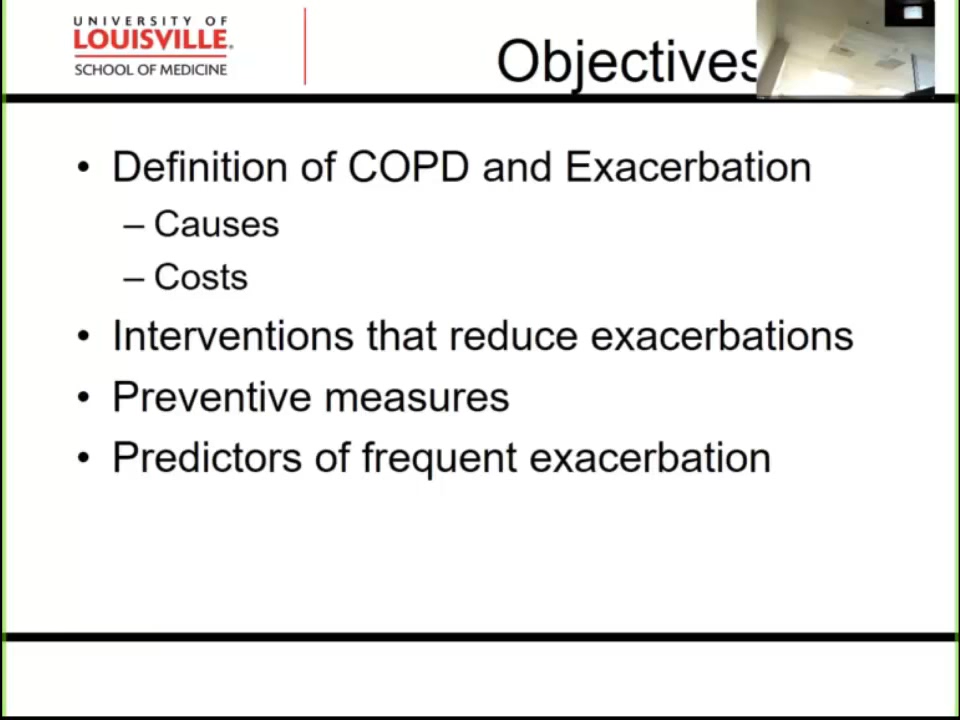 UNIVERSITY OF
LOUISVILLE.
SCHOOL OF MEDICINE
Objectives
• Definition of COPD and Exacerbation
– Causes
– Costs
• Interventions that reduce exacerbations
• Preventive measures
• Predictors of frequent exacerbation